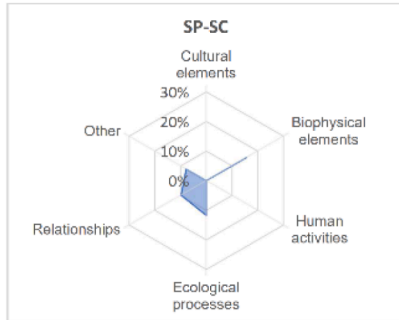 SP-SC
Cultural
elements
30%
20%
10%
0%
Biophysical
elements
Other
Relationships
Human
activities
Ecological
processes